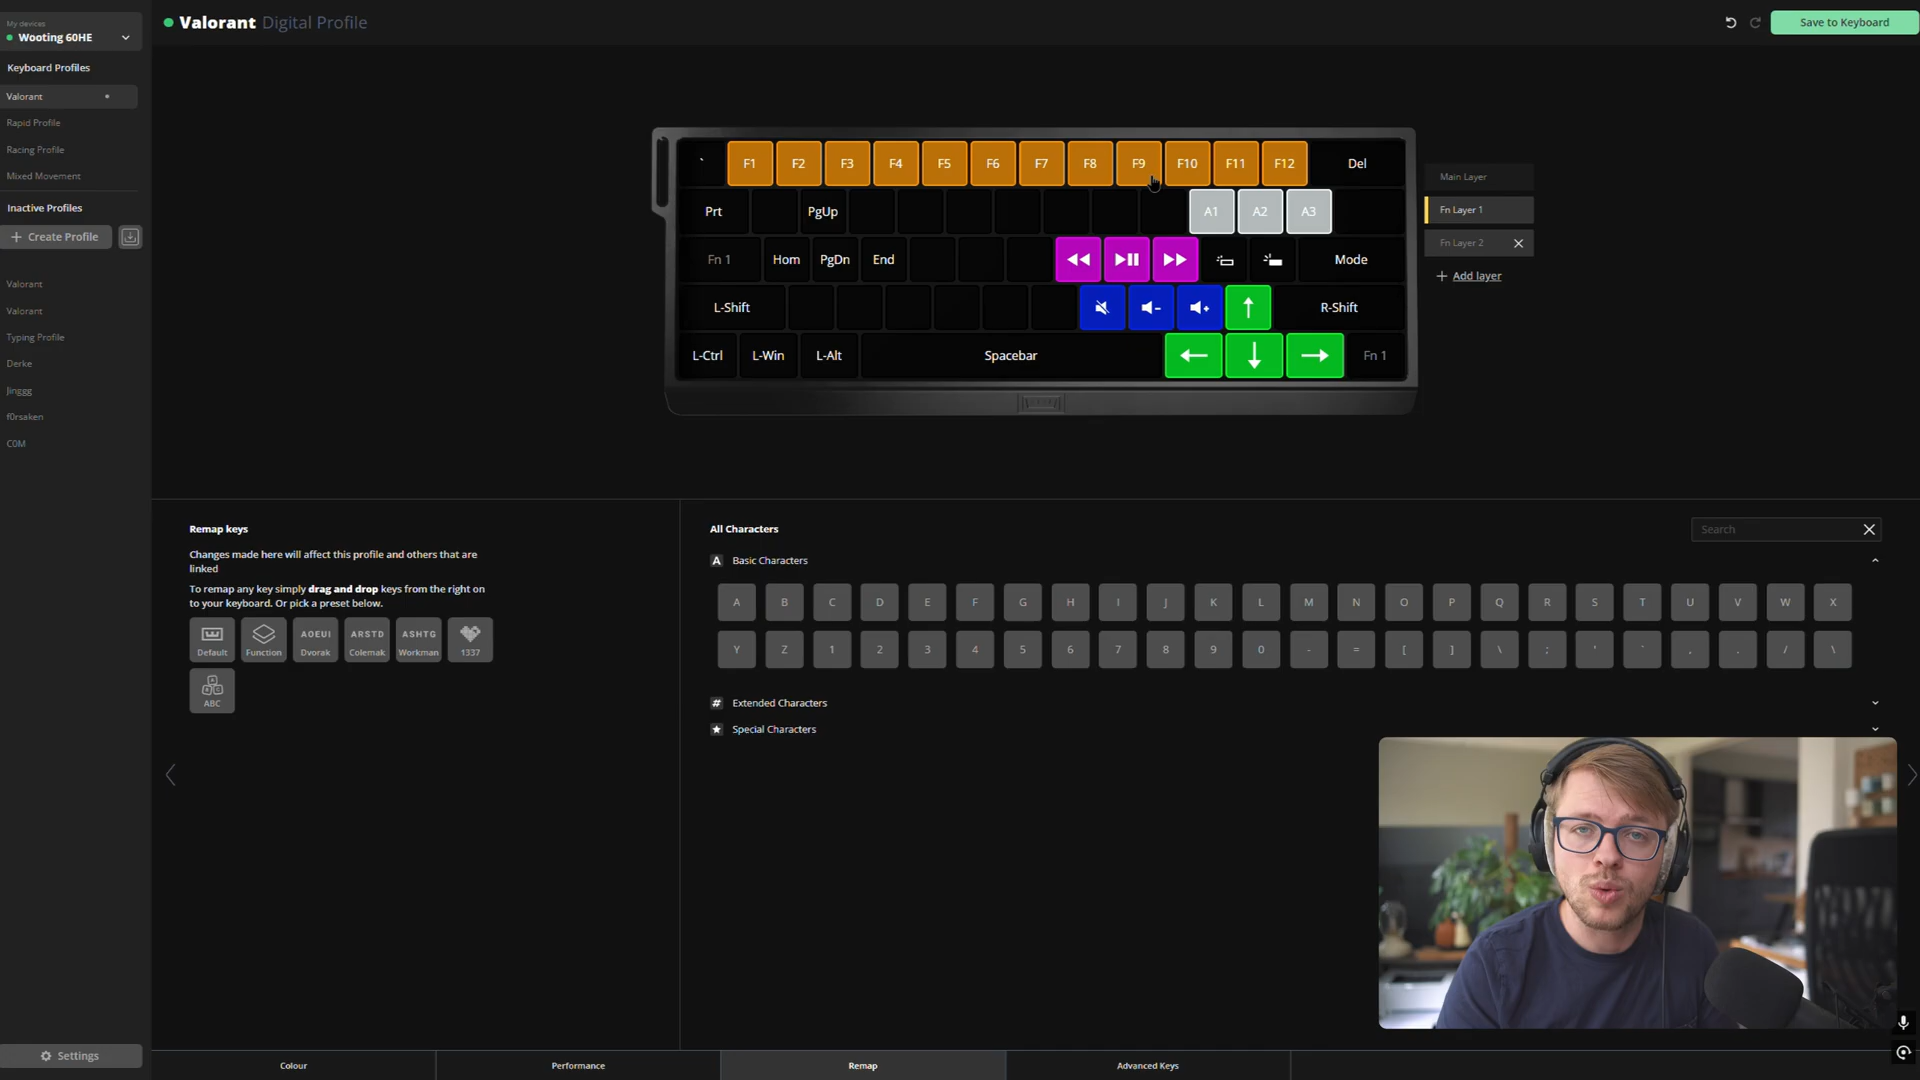 My devices
Wooting 60HE
Keyboard Profiles
Valorant
Rapid Profile
Racing Profile
Mixed Movement
Inactive Profiles
+ Create Profile
Valorant
Valorant
Typing Profile
Derke
Jinggg
f0rsaken
C0M
Settings
Valorant Digital Profile
Save to Keyboard
` F1 F2 F3 F4 F5 F6 F7 F8 F9 F10 F11 F12 Del
Prt PgUp A1 A2 A3
Fn 1 Hom PgDn End Mode
L-Shift R-Shift
L-Ctrl L-Win L-Alt Spacebar Fn 1
Main Layer
Fn Layer 1
Fn Layer 2
+ Add layer
Remap keys
Changes made here will affect this profile and others that are
linked
To remap any key simply drag and drop keys from the right on
to your keyboard. Or pick a preset below.
Default
Function
AOEUI
Dvorak
ARSTD
Colemak
ASHTG
Workman
1337
ABC
All Characters
Search
A Basic Characters
A B C D E F G H I J K L M N O P Q R S T U V W X
Y Z 1 2 3 4 5 6 7 8 9 0 - = [ ] \ ; ' ` , . / \
# Extended Characters
Special Characters
Colour
Performance
Remap
Advanced Keys